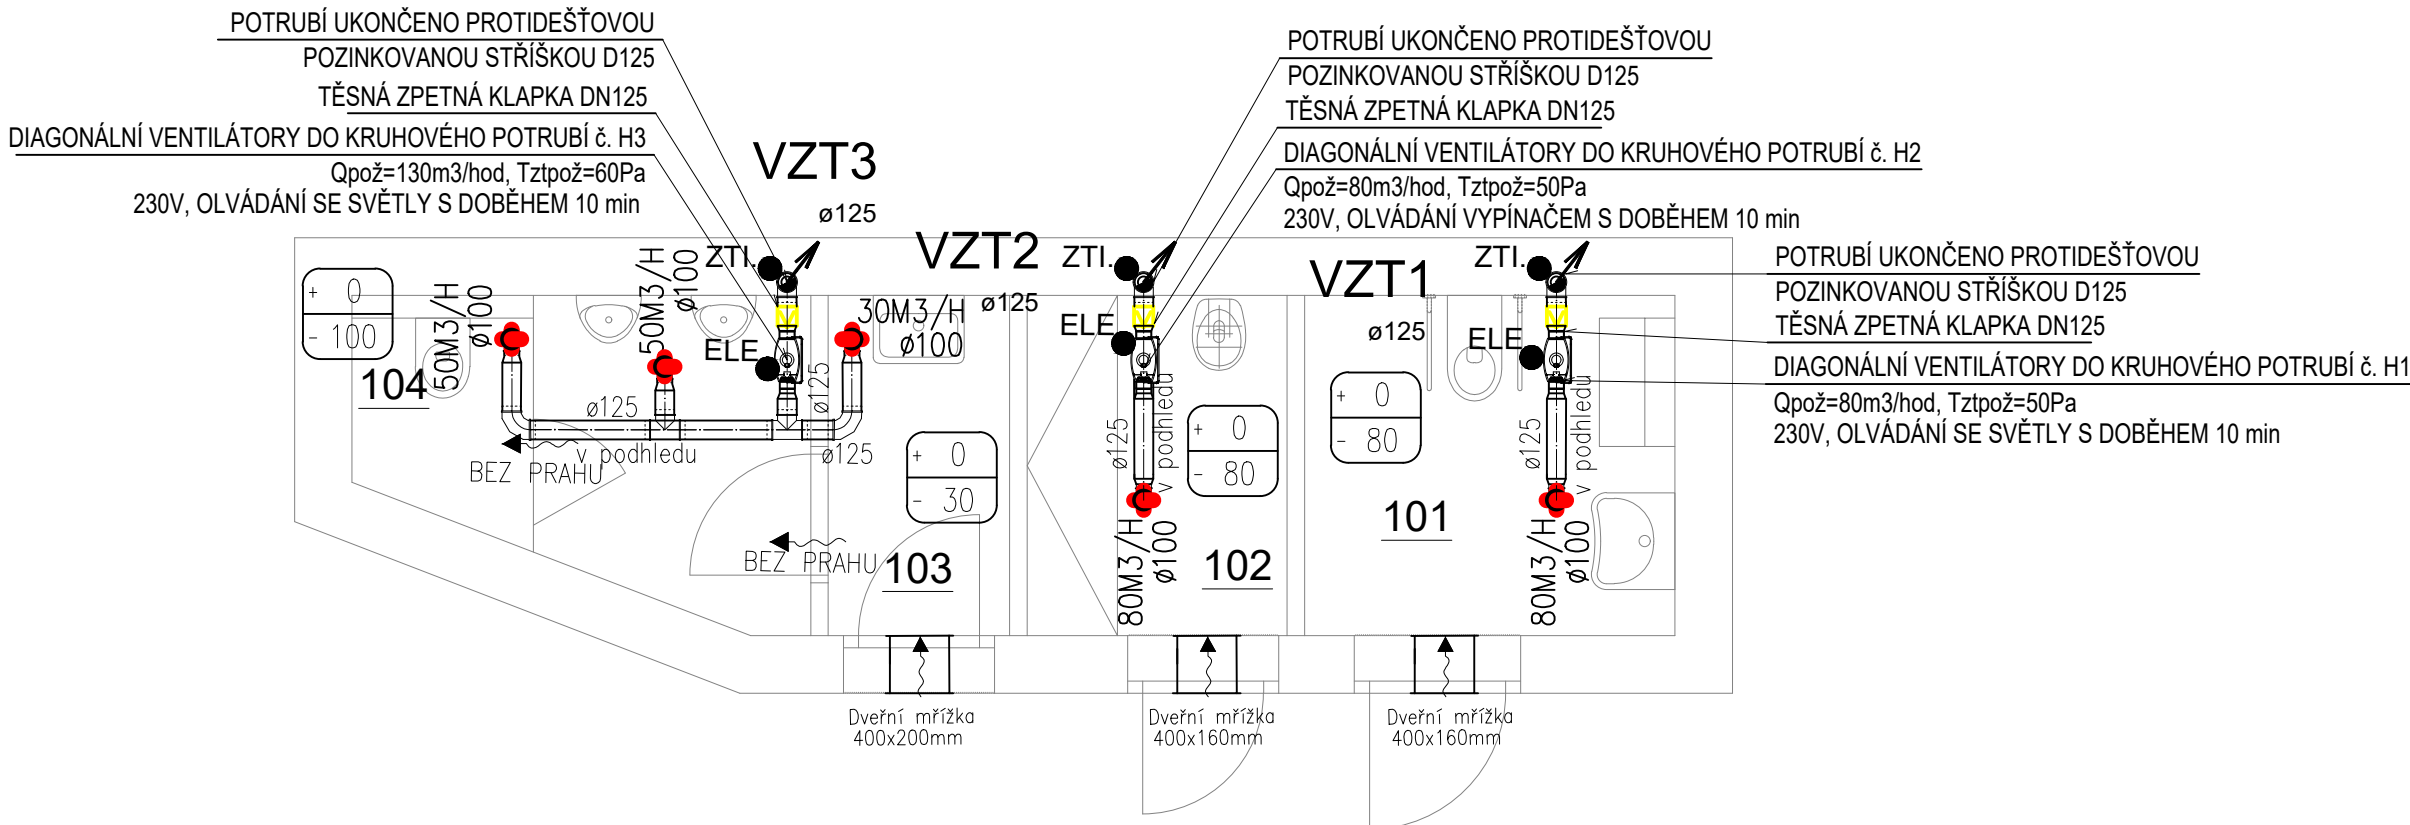 POTRUBÍ UKONČENO PROTIDEŠŤOVOU
POZINKOVANOU STŘÍŠKOU D125
TĚSNÁ ZPETNÁ KLAPKA DN125
DIAGONÁLNÍ VENTILÁTORY DO KRUHOVÉHO POTRUBÍ č. H3
Qpož=130m3/hod, Tztpož=60Pa
230V, OLVÁDÁNÍ SE SVĚTLY S DOBĚHEM 10 min
POTRUBÍ UKONČENO PROTIDEŠŤOVOU
POZINKOVANOU STŘÍŠKOU D125
TĚSNÁ ZPETNÁ KLAPKA DN125
DIAGONÁLNÍ VENTILÁTORY DO KRUHOVÉHO POTRUBÍ č. H2
Qpož=80m3/hod, Tztpož=50Pa
230V, OLVÁDÁNÍ VYPÍNAČEM S DOBĚHEM 10 min
POTRUBÍ UKONČENO PROTIDEŠŤOVOU
POZINKOVANOU STŘÍŠKOU D125
TĚSNÁ ZPETNÁ KLAPKA DN125
DIAGONÁLNÍ VENTILÁTORY DO KRUHOVÉHO POTRUBÍ č. H1
Qpož=80m3/hod, Tztpož=50Pa
230V, OLVÁDÁNÍ SE SVĚTLY S DOBĚHEM 10 min
VZT3
ø125
VZT2
ø125
VZT1
ø125
ZTI.
ZTI.
ZTI.
ELE
ELE
ELE
+ 0
- 100
104
50M3/H
ø100
50M3/H
ø100
30M3/H
ø100
ø125
ø125
ø125
v podhledu
BEZ PRAHU
BEZ PRAHU
+ 0
- 30
103
ø125
v podhledu
80M3/H
ø100
+ 0
- 80
102
+ 0
- 80
101
ø125
v podhledu
80M3/H
ø100
Dveřní mřížka
400x200mm
Dveřní mřížka
400x160mm
Dveřní mřížka
400x160mm